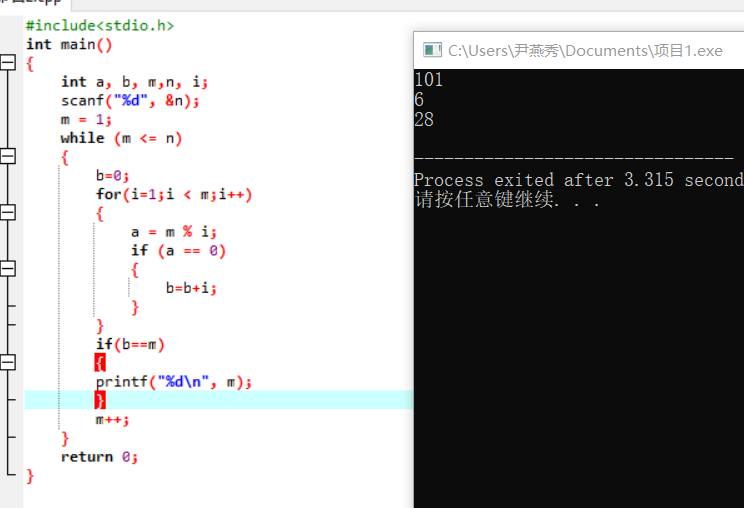 #include<stdio.h>
int main()
{
int a, b, m,n, i;
scanf("%d", &n);
m = 1;
while (m <= n)
{
b=0;
for(i=1;i < m;i++)
{
a = m % i;
if (a == 0)
{
b=b+i;
}
}
if(b==m)
{
printf("%d\n", m);
}
m++;
}
return 0;
}
C:\Users\尹燕秀\Documents\项目1.exe
101
6
28
--------------------------------
Process exited after 3.315 second
请按任意键继续. . .